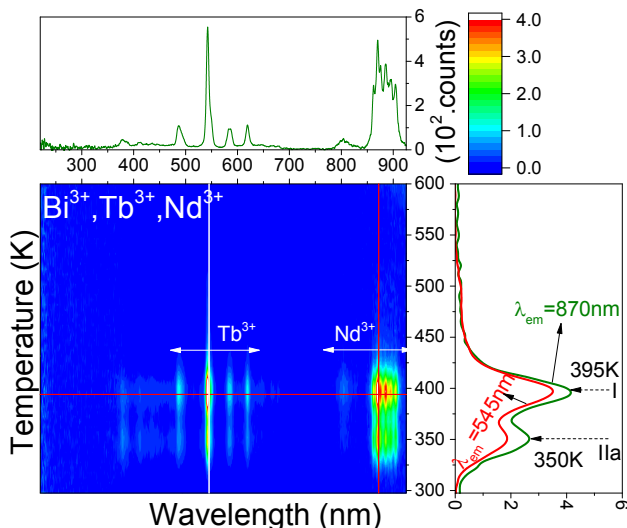 6
4
2
0
(10².counts)
4.0
3.0
2.0
1.0
0.0
300 400 500 600 700 800 900
Bi³⁺,Tb³⁺,Nd³⁺
Tb³⁺
Nd³⁺
Temperature (K)
Wavelength (nm)
600
550
500
450
400
350
300
λem=870nm
395K
I
λem=545nm
IIa
350K
0 2 4 6